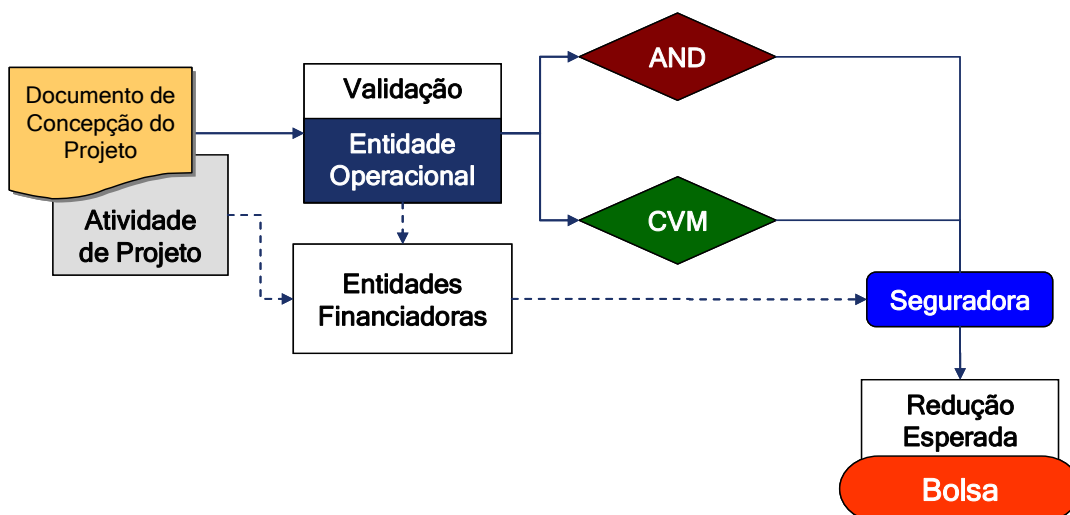 Documento de
Concepção do
Projeto
Atividade
de Projeto
Validação
Entidade
Operacional
Entidades
Financiadoras
AND
CVM
Seguradora
Redução
Esperada
Bolsa